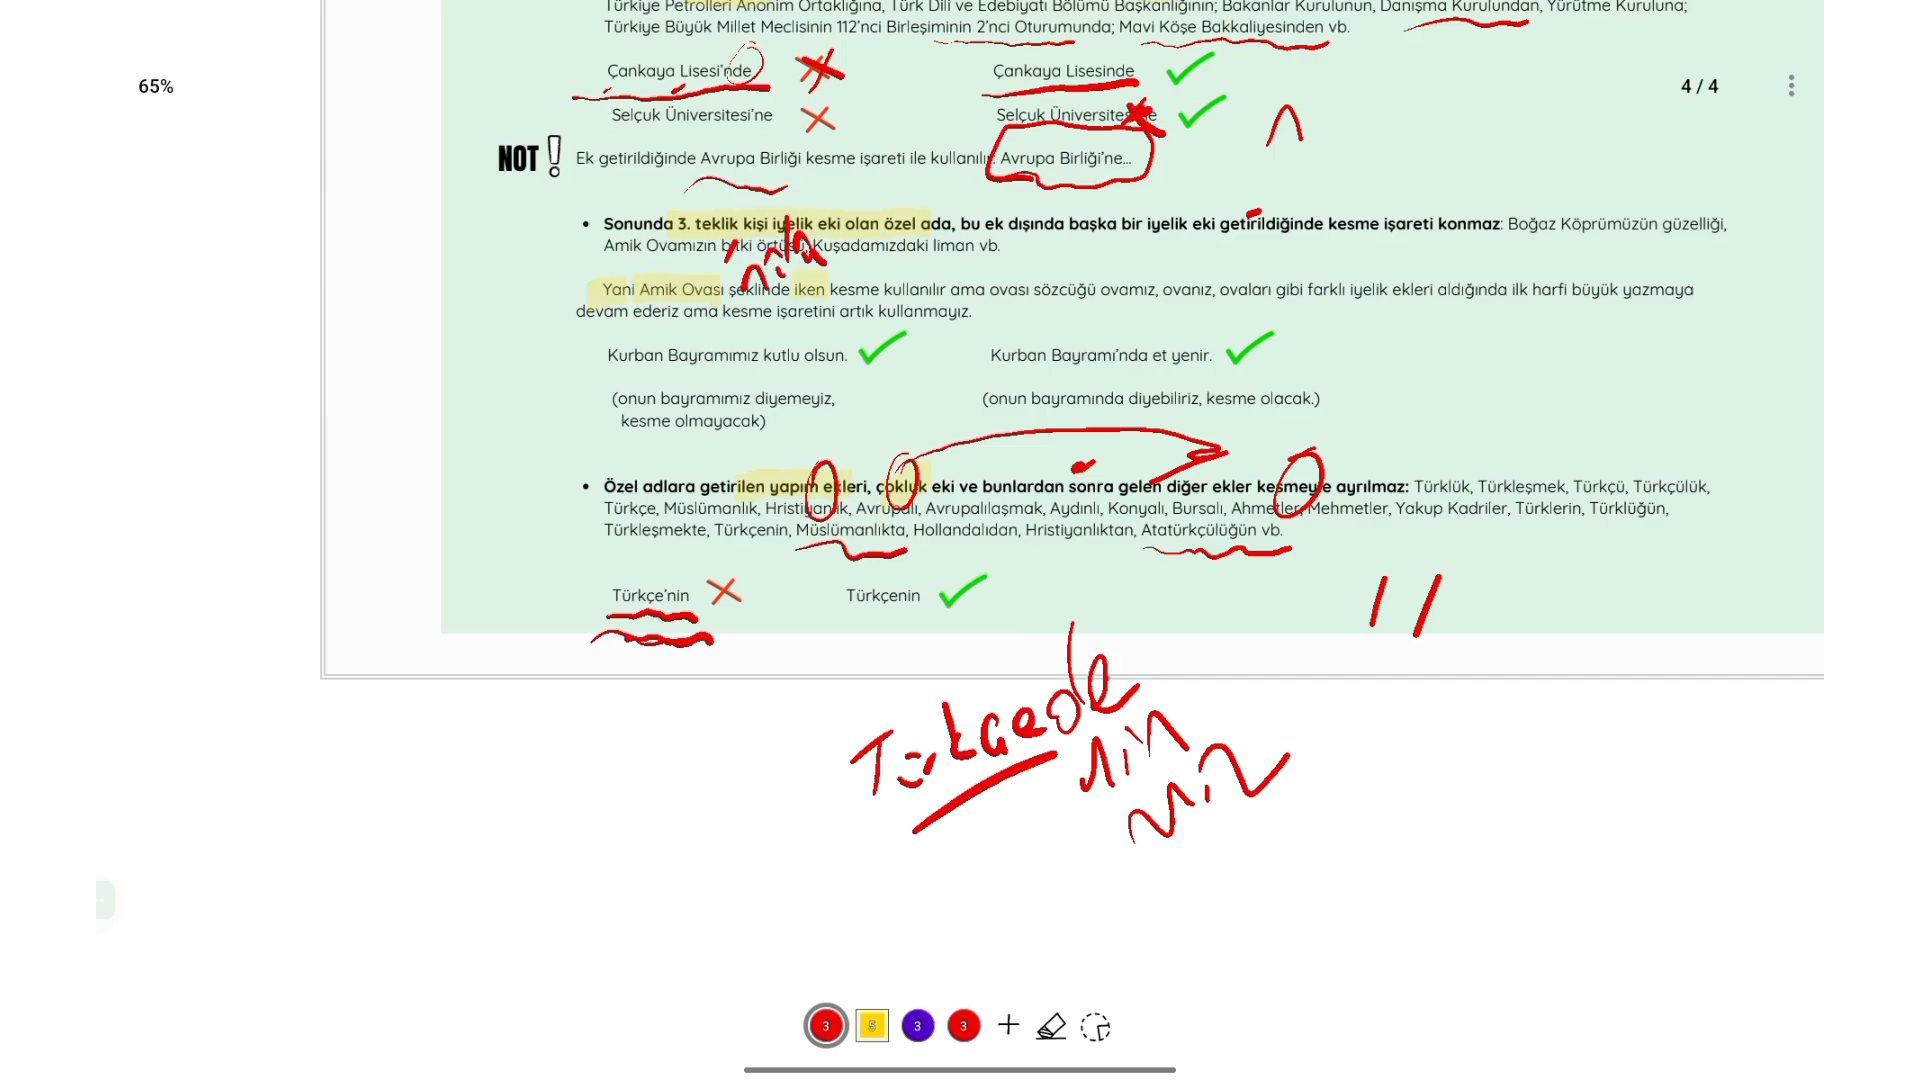 Türkiye Petrolleri Anonim Ortaklığına, Türk Dili ve Edebiyatı Bölümü Başkanlığının; Bakanlar Kurulunun, Danışma Kurulundan, Yürütme Kuruluna;
Türkiye Büyük Millet Meclisinin 112’nci Birleşiminin 2’nci Oturumunda; Mavi Köşe Bakkaliyesinden vb.
65%
Çankaya Lisesi’nde Çankaya Lisesinde
4 / 4
Selçuk Üniversitesi’ne Selçuk Üniversitesine
NOT! Ek getirildiğinde Avrupa Birliği kesme işareti ile kullanılır: Avrupa Birliği’ne...
• Sonunda 3. teklik kişi iyelik eki olan özel ada, bu ek dışında başka bir iyelik eki getirildiğinde kesme işareti konmaz: Boğaz Köprümüzün güzelliği,
Amik Ovamızın bitki örtüsü, Kuşadamızdaki liman vb.
Yani Amik Ovası şeklinde iken kesme kullanılır ama ovası sözcüğü ovamız, ovanız, ovaları gibi farklı iyelik ekleri aldığında ilk harfi büyük yazmaya
devam ederiz ama kesme işaretini artık kullanmayız.
Kurban Bayramımız kutlu olsun. Kurban Bayramı’nda et yenir.
(onun bayramımız diyemeyiz, (onun bayramında diyebiliriz, kesme olacak.)
kesme olmayacak)
• Özel adlara getirilen yapım ekleri, çokluk eki ve bunlardan sonra gelen diğer ekler kesmeyle ayrılmaz: Türklük, Türkleşmek, Türkçü, Türkçülük,
Türkçe, Müslümanlık, Hristiyanlık, Avrupalı, Avrupalılaşmak, Aydınlı, Konyalı, Bursalı, Ahmetler, Mehmetler, Yakup Kadriler, Türklerin, Türklüğün,
Türkleşmekte, Türkçenin, Müslümanlıkta, Hollandalıdan, Hristiyanlıktan, Atatürkçülüğün vb.
Türkçe’nin Türkçenin
Türkçede
nin
3 5 3 3